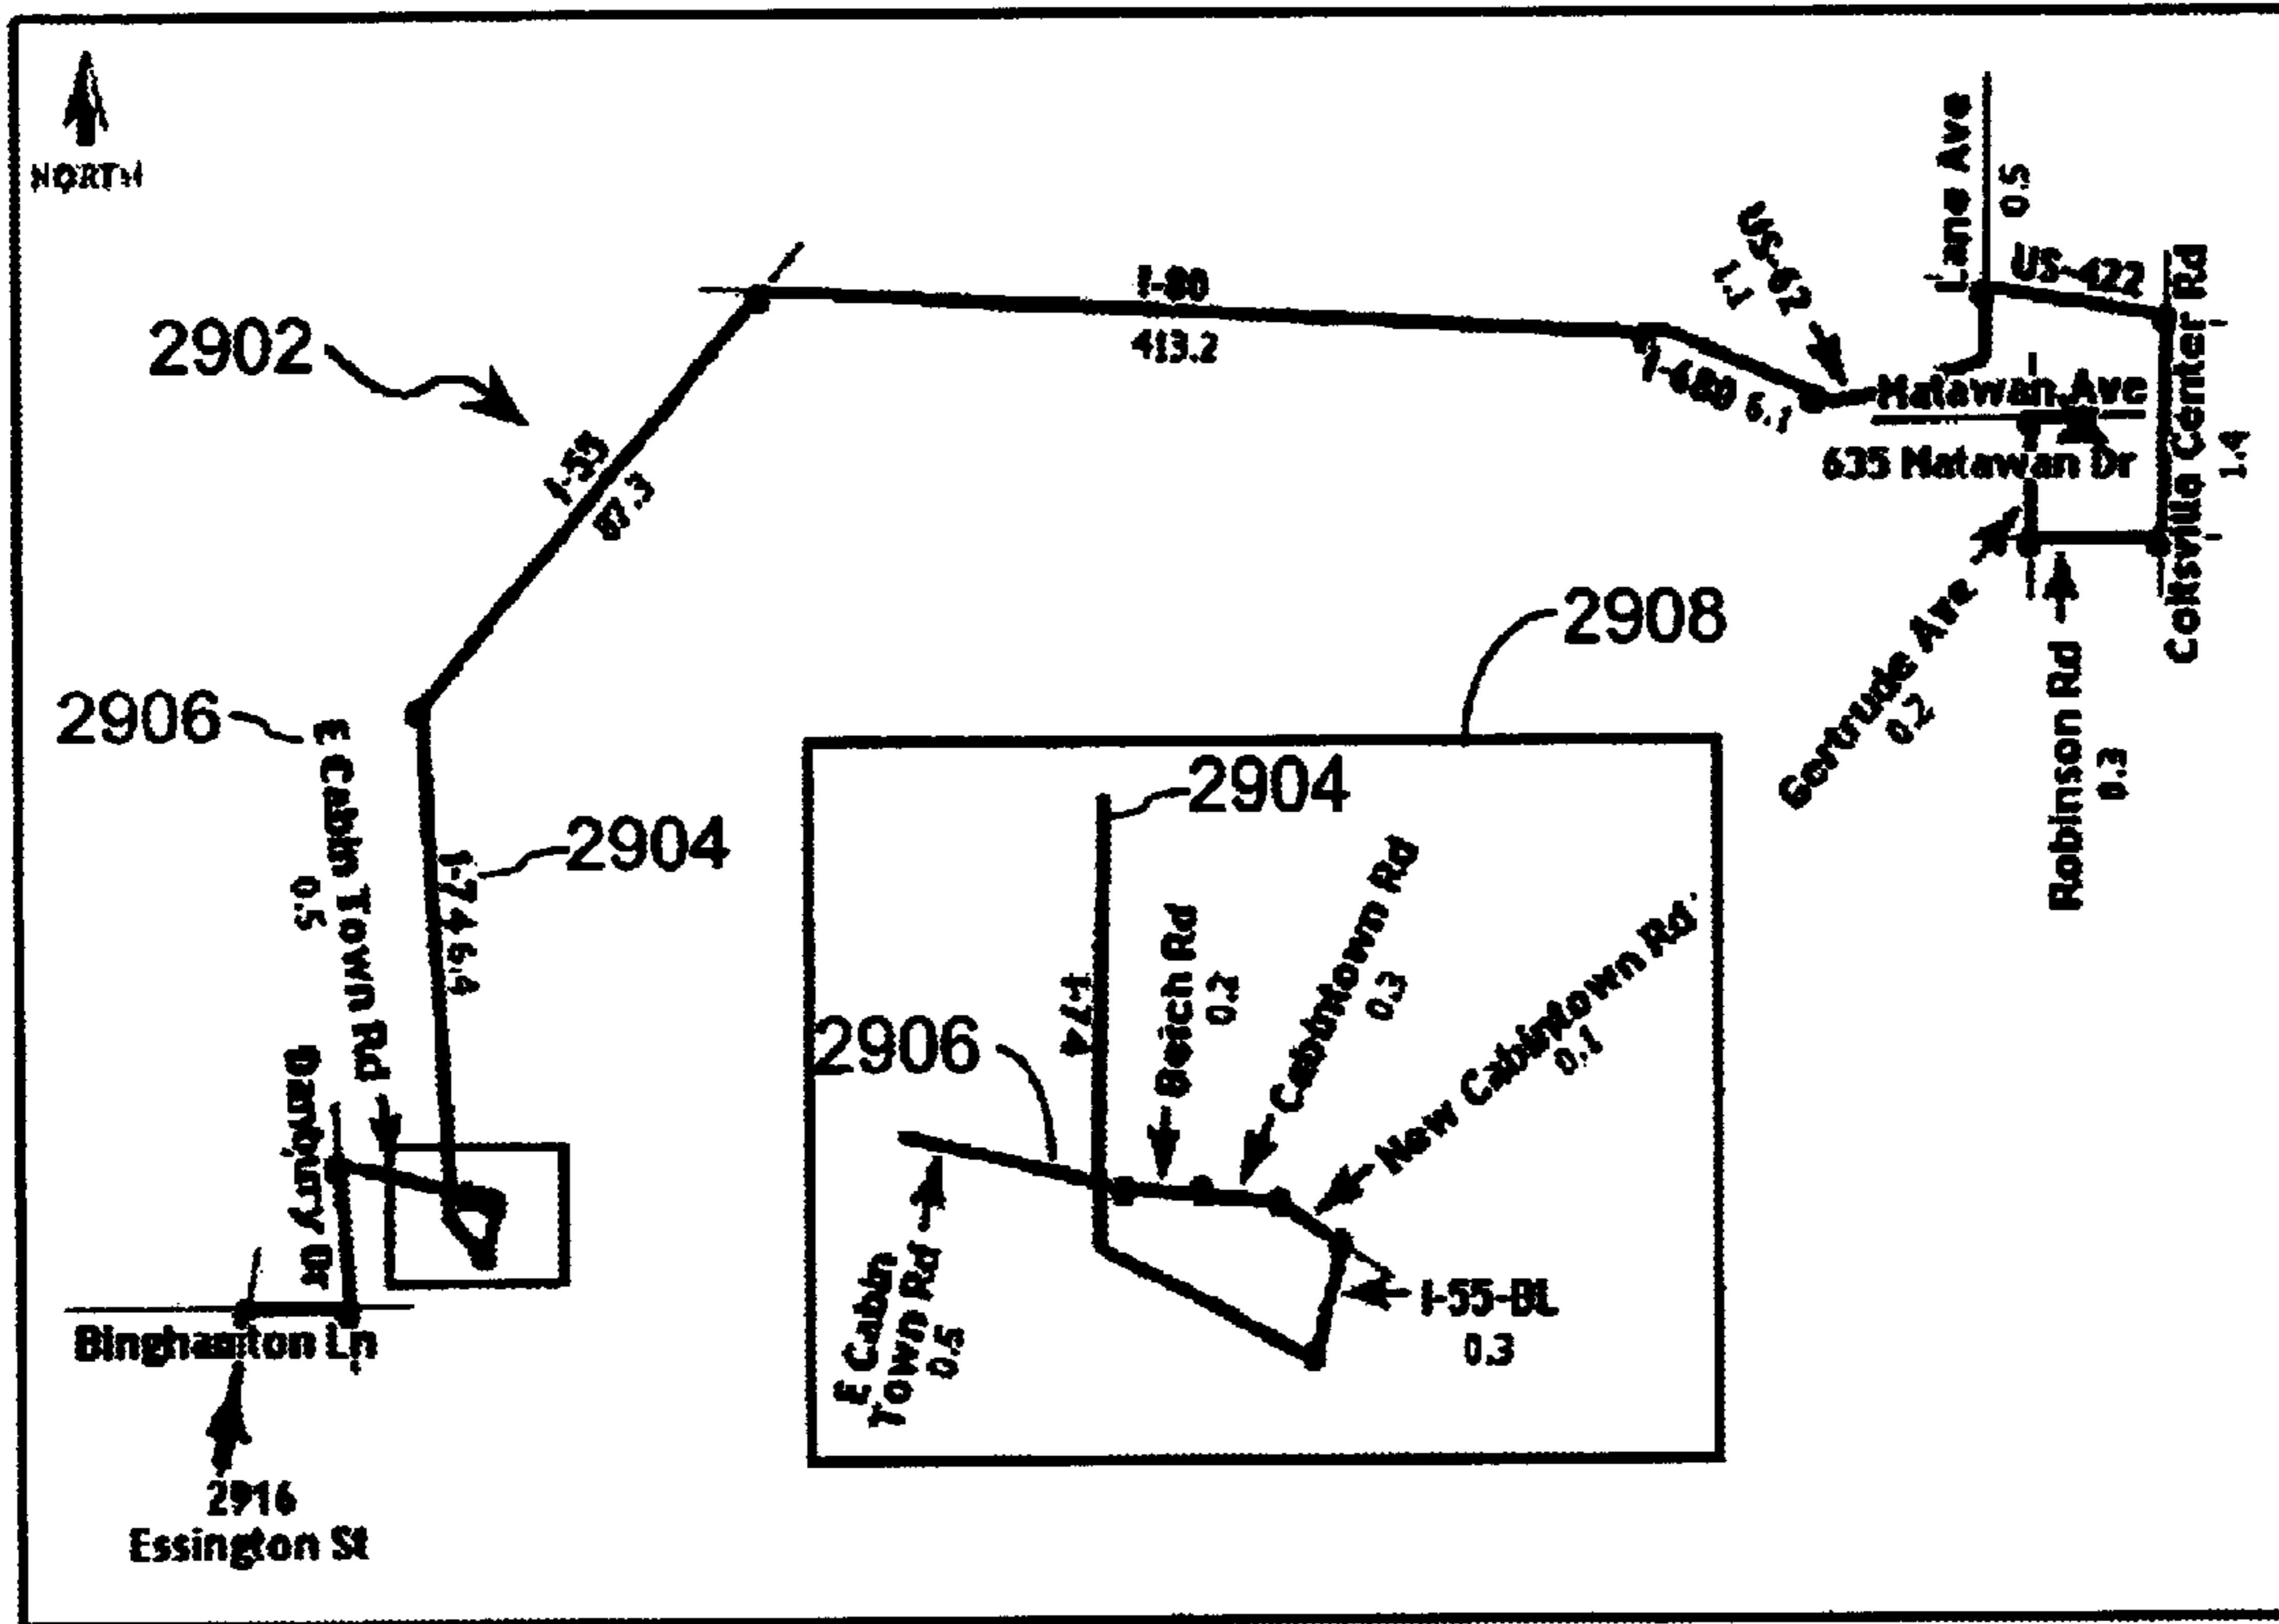 NORTH
2902
I-55
87.3
I-80
413.2
I-680 6.1
US-62
1.1
Lane Ave
0.5
US-422
Matawan Ave
635 Matawan Dr
Coitsville Center Rd
1.4
Gertrude Ave
0.2
Robinson Rd
0.3
2906
E Cabin Town Rd
0.5
2904
I-74
Danbury Dr
Binghamton Ln
2916
Essington St
2908
2904
I-74
2906
Beich Rd
0.2
Cabintown Rd
0.3
New Cabintown Rd
0.1
E Cabin
Town Rd
0.5
I-55-BL
0.3